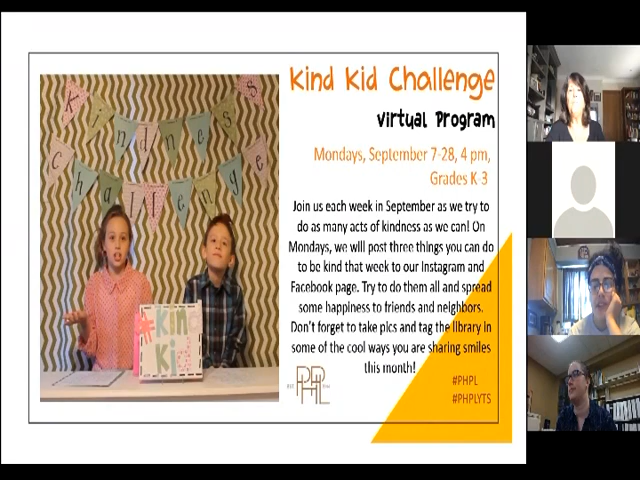 Kindness
challenge
kind
kid
Kind Kid Challenge
Virtual Program
Mondays, September 7-28, 4 pm,
Grades K-3
Join us each week in September as we try to
do as many acts of kindness as we can! On
Mondays, we will post three things you can do
to be kind that week to our Instagram and
Facebook page. Try to do them all and spread
some happiness to friends and neighbors.
Don't forget to take pics and tag the library in
some of the cool ways you are sharing smiles
this month!
PHPL
#PHPL
#PHPLYTS